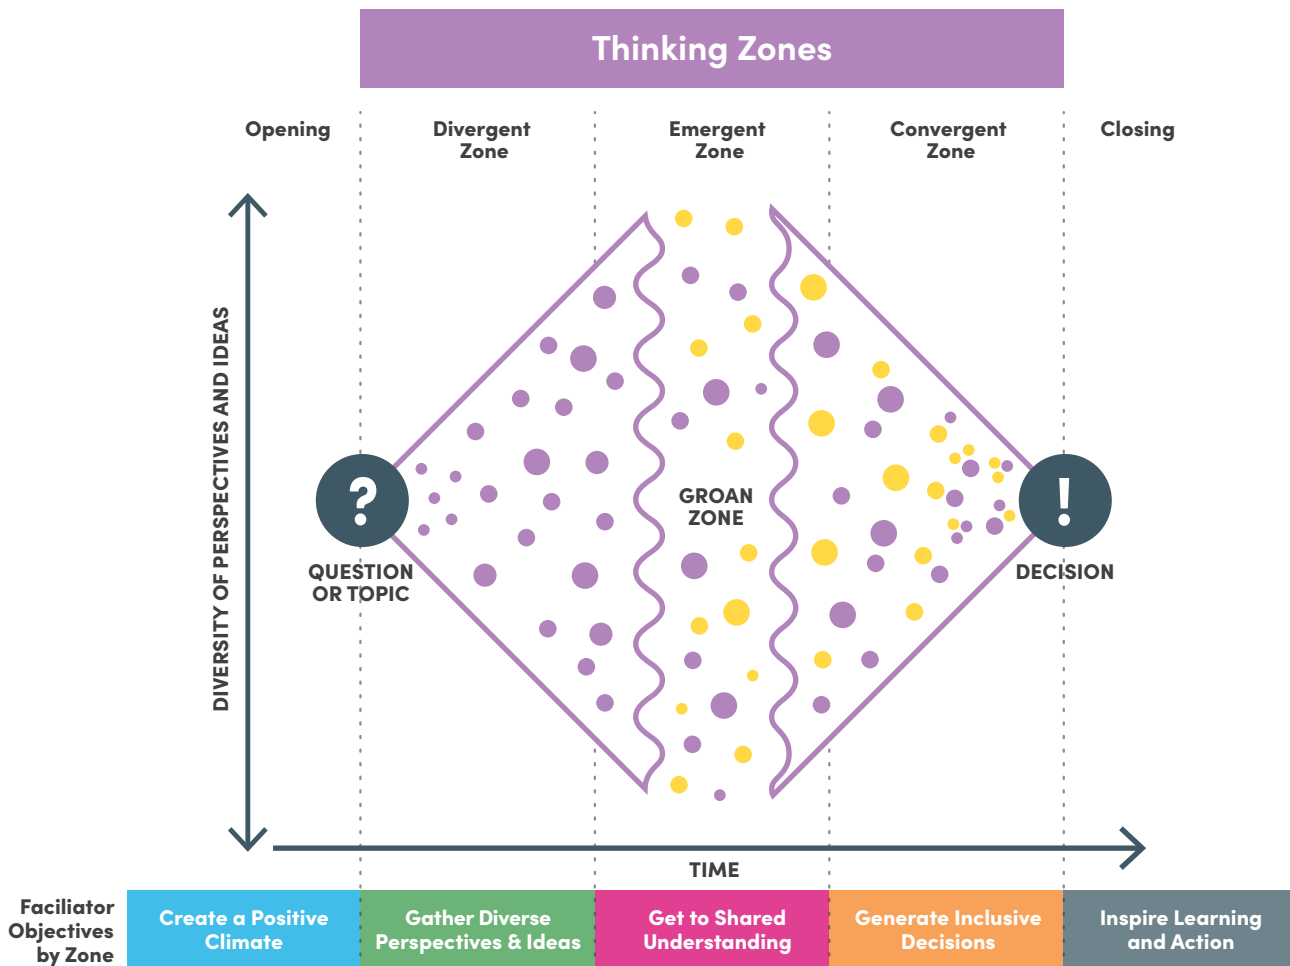 Thinking Zones
Opening
Divergent
Zone
Emergent
Zone
Convergent
Zone
Closing
DIVERSITY OF PERSPECTIVES AND IDEAS
?
QUESTION
OR TOPIC
GROAN
ZONE
!
DECISION
TIME
Faciliator
Objectives
by Zone
Create a Positive
Climate
Gather Diverse
Perspectives & Ideas
Get to Shared
Understanding
Generate Inclusive
Decisions
Inspire Learning
and Action